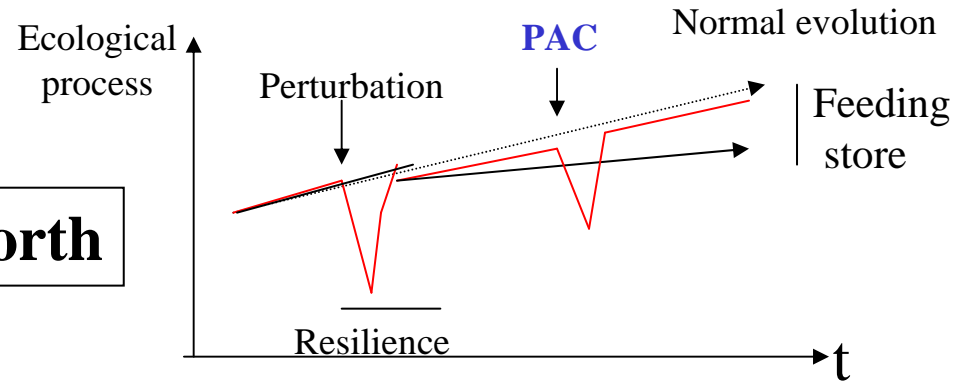 Ecological
process
Perturbation
PAC
Normal evolution
Feeding
store
orth
Resilience
t